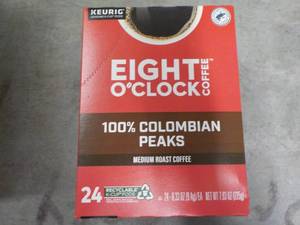 KEURIG
EIGHT
O'CLOCK
COFFEE
100% COLOMBIAN
PEAKS
MEDIUM ROAST COFFEE
24
RECYCLABLE
K-CUP PODS